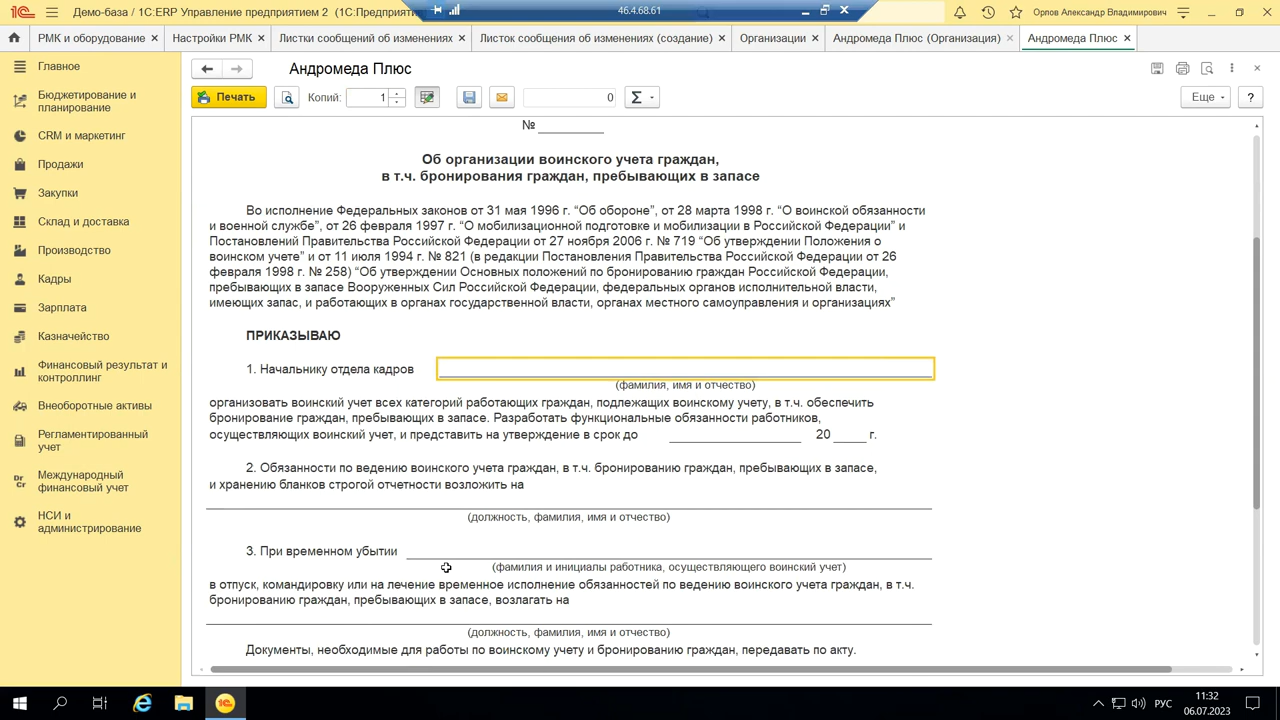 Демо-база / 1С:ERP Управление предприятием 2 (1С:Предприяти
46.4.68.61
Орлов Александр Владимирович
РМК и оборудование
Настройки РМК
Листки сообщений об изменениях
Листок сообщения об изменениях (создание)
Организации
Андромеда Плюс (Организация)
Андромеда Плюс
Главное
Бюджетирование и
планирование
CRM и маркетинг
Продажи
Закупки
Склад и доставка
Производство
Кадры
Зарплата
Казначейство
Финансовый результат и
контроллинг
Внеоборотные активы
Регламентированный
учет
Международный
финансовый учет
НСИ и
администрирование
Андромеда Плюс
Печать
Копий: 1
0
Σ
Еще
?
№ __________
Об организации воинского учета граждан,
в т.ч. бронирования граждан, пребывающих в запасе
Во исполнение Федеральных законов от 31 мая 1996 г. “Об обороне”, от 28 марта 1998 г. “О воинской обязанности
и военной службе”, от 26 февраля 1997 г. “О мобилизационной подготовке и мобилизации в Российской Федерации” и
Постановлений Правительства Российской Федерации от 27 ноября 2006 г. № 719 “Об утверждении Положения о
воинском учете” и от 11 июля 1994 г. № 821 (в редакции Постановления Правительства Российской Федерации от 26
февраля 1998 г. № 258) “Об утверждении Основных положений по бронированию граждан Российской Федерации,
пребывающих в запасе Вооруженных Сил Российской Федерации, федеральных органов исполнительной власти,
имеющих запас, и работающих в органах государственной власти, органах местного самоуправления и организациях”
ПРИКАЗЫВАЮ
1. Начальнику отдела кадров
(фамилия, имя и отчество)
организовать воинский учет всех категорий работающих граждан, подлежащих воинскому учету, в т.ч. обеспечить
бронирование граждан, пребывающих в запасе. Разработать функциональные обязанности работников,
осуществляющих воинский учет, и представить на утверждение в срок до ____________________ 20 _____ г.
2. Обязанности по ведению воинского учета граждан, в т.ч. бронированию граждан, пребывающих в запасе,
и хранению бланков строгой отчетности возложить на
(должность, фамилия, имя и отчество)
3. При временном убытии
(фамилия и инициалы работника, осуществляющего воинский учет)
в отпуск, командировку или на лечение временное исполнение обязанностей по ведению воинского учета граждан, в т.ч.
бронированию граждан, пребывающих в запасе, возлагать на
(должность, фамилия, имя и отчество)
Документы, необходимые для работы по воинскому учету и бронированию граждан, передавать по акту.
РУС
11:32
06.07.2023